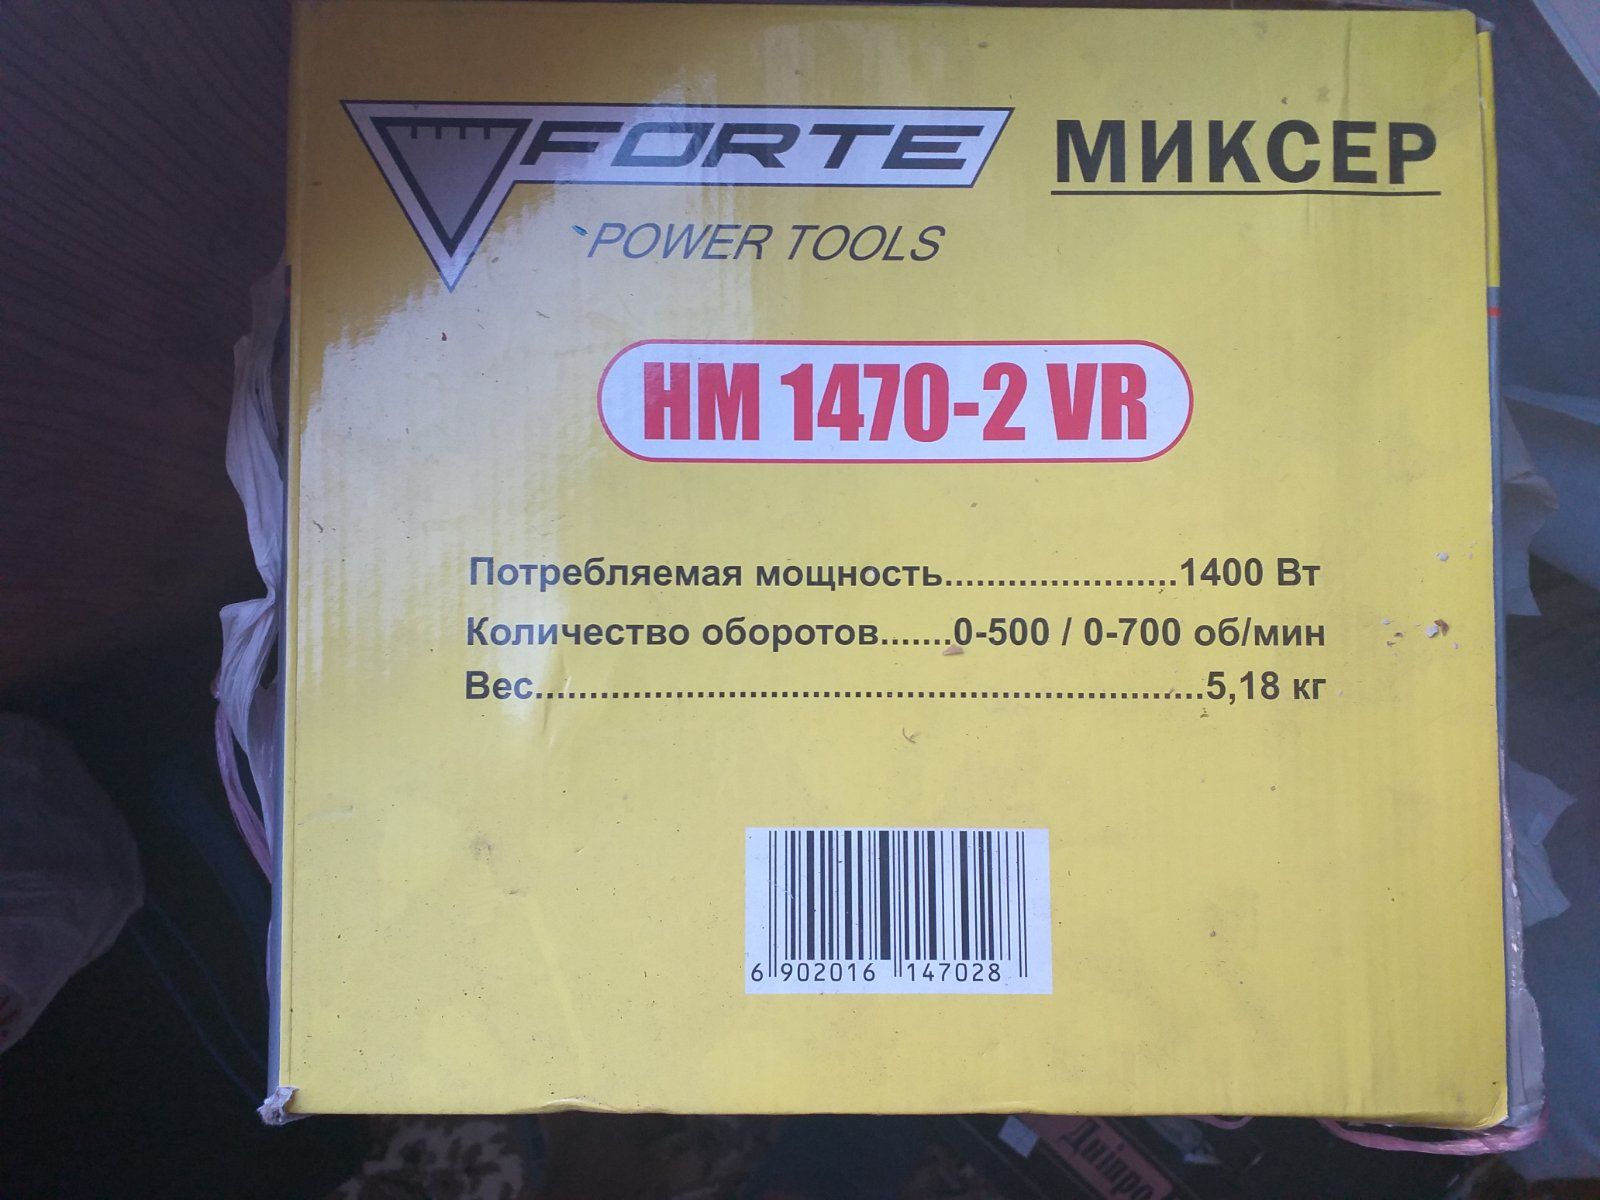 FORTE МИКСЕР
POWER TOOLS
HM 1470-2 VR
Потребляемая мощность......................1400 Вт
Количество оборотов.......0-500 / 0-700 об/мин
Вес................................................................5,18 кг
6 902016 147028
Дніпро